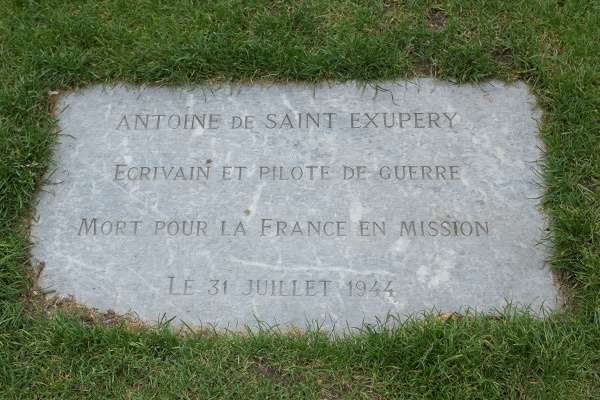 ANTOINE DE SAINT EXUPERY
ECRIVAIN ET PILOTE DE GUERRE
MORT POUR LA FRANCE EN MISSION
LE 31 JUILLET 1944